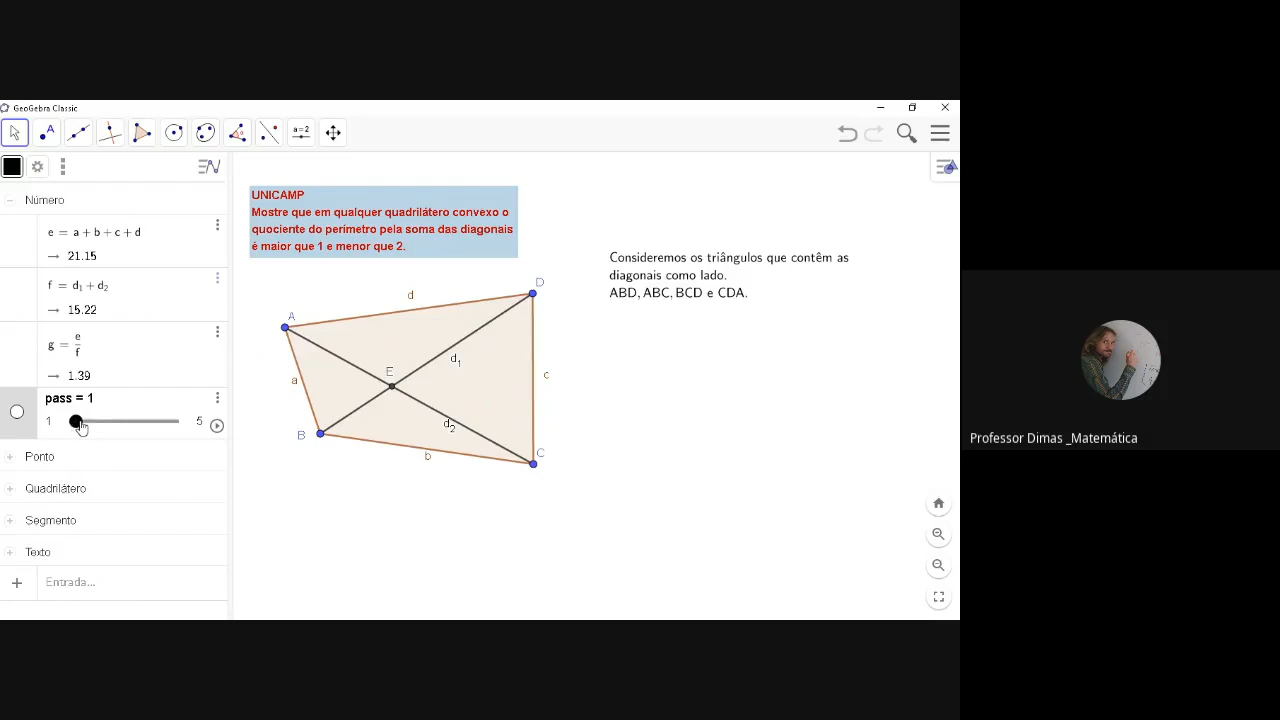 GeoGebra Classic
A
a=2
Número
e = a + b + c + d
→ 21.15
f = d₁ + d₂
→ 15.22
g = e/f
→ 1.39
pass = 1
1
5
Ponto
Quadrilátero
Segmento
Texto
Entrada...
UNICAMP
Mostre que em qualquer quadrilátero convexo o
quociente do perímetro pela soma das diagonais
é maior que 1 e menor que 2.
Consideremos os triângulos que contêm as
diagonais como lado.
ABD, ABC, BCD e CDA.
D
d
A
d₁
E
a
c
d₂
B
b
C
Professor Dimas _Matemática